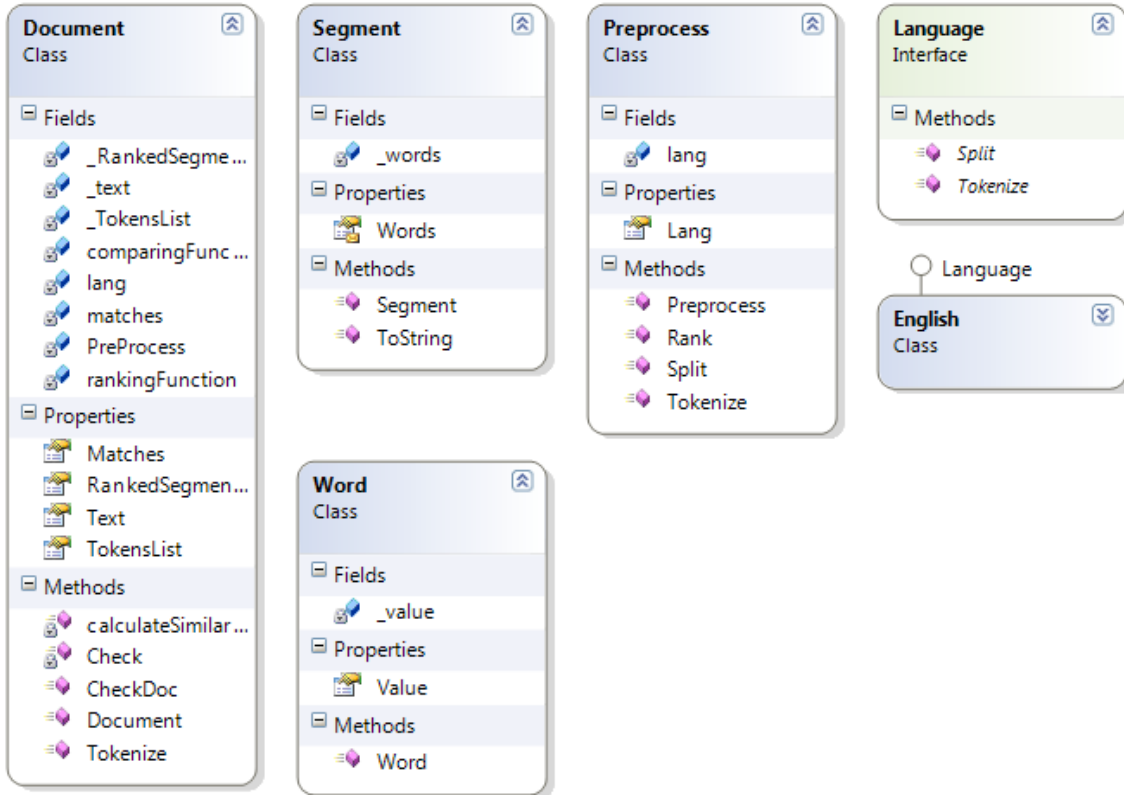 Document
Class
Fields
_RankedSegme...
_text
_TokensList
comparingFunc...
lang
matches
PreProcess
rankingFunction
Properties
Matches
RankedSegmen...
Text
TokensList
Methods
calculateSimilar...
Check
CheckDoc
Document
Tokenize
Segment
Class
Fields
_words
Properties
Words
Methods
Segment
ToString
Word
Class
Fields
_value
Properties
Value
Methods
Word
Preprocess
Class
Fields
lang
Properties
Lang
Methods
Preprocess
Rank
Split
Tokenize
Language
Interface
Methods
Split
Tokenize
Language
English
Class